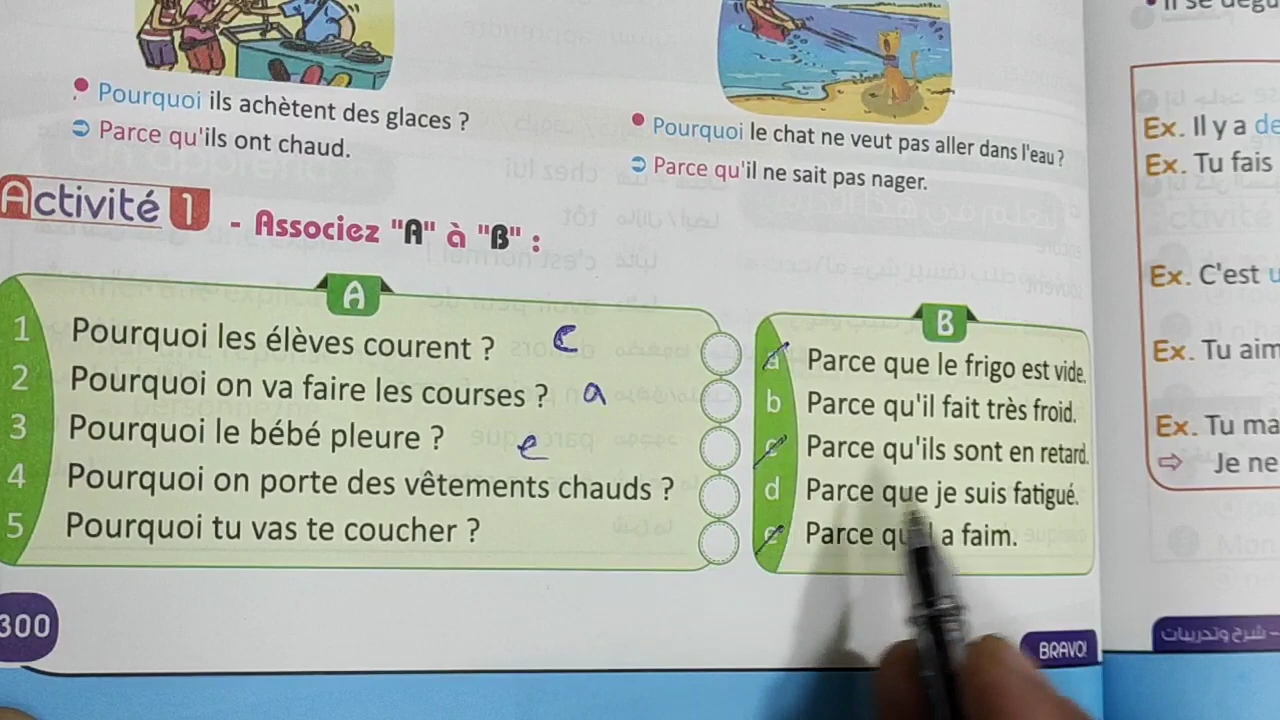 Pourquoi ils achètent des glaces ?
Parce qu'ils ont chaud.
Pourquoi le chat ne veut pas aller dans l'eau ?
Parce qu'il ne sait pas nager.
Activité 1 - Associez "A" à "B" :
A
1 Pourquoi les élèves courent ? c
2 Pourquoi on va faire les courses ? a
3 Pourquoi le bébé pleure ? e
4 Pourquoi on porte des vêtements chauds ?
5 Pourquoi tu vas te coucher ?
B
a Parce que le frigo est vide.
b Parce qu'il fait très froid.
c Parce qu'ils sont en retard.
d Parce que je suis fatigué.
e Parce qu'il a faim.
300
BRAVO!
Ex. Il y a de
Ex. Tu fais
Ex. C'est u
Ex. Tu aim
Ex. Tu ma
Je ne
شرح وتدريبات